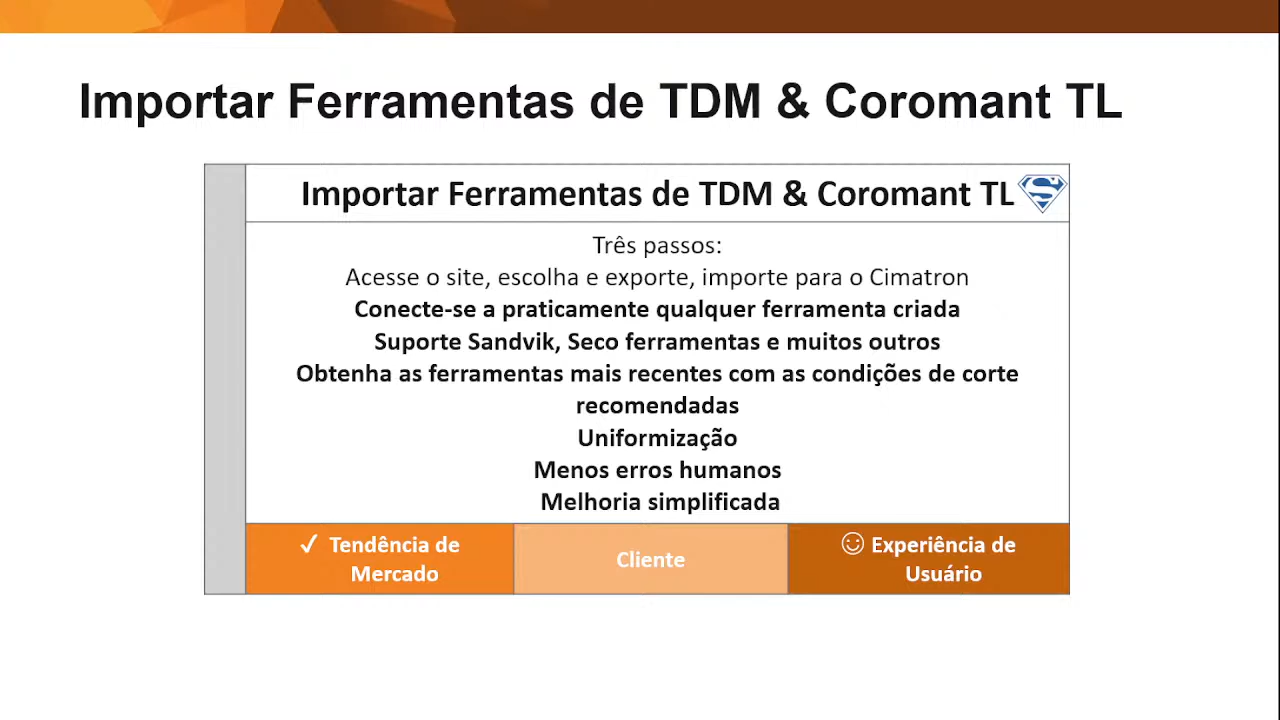 Importar Ferramentas de TDM & Coromant TL
Importar Ferramentas de TDM & Coromant TL
Três passos:
Acesse o site, escolha e exporte, importe para o Cimatron
Conecte-se a praticamente qualquer ferramenta criada
Suporte Sandvik, Seco ferramentas e muitos outros
Obtenha as ferramentas mais recentes com as condições de corte
recomendadas
Uniformização
Menos erros humanos
Melhoria simplificada
✓ Tendência de
Mercado
Cliente
☺ Experiência de
Usuário